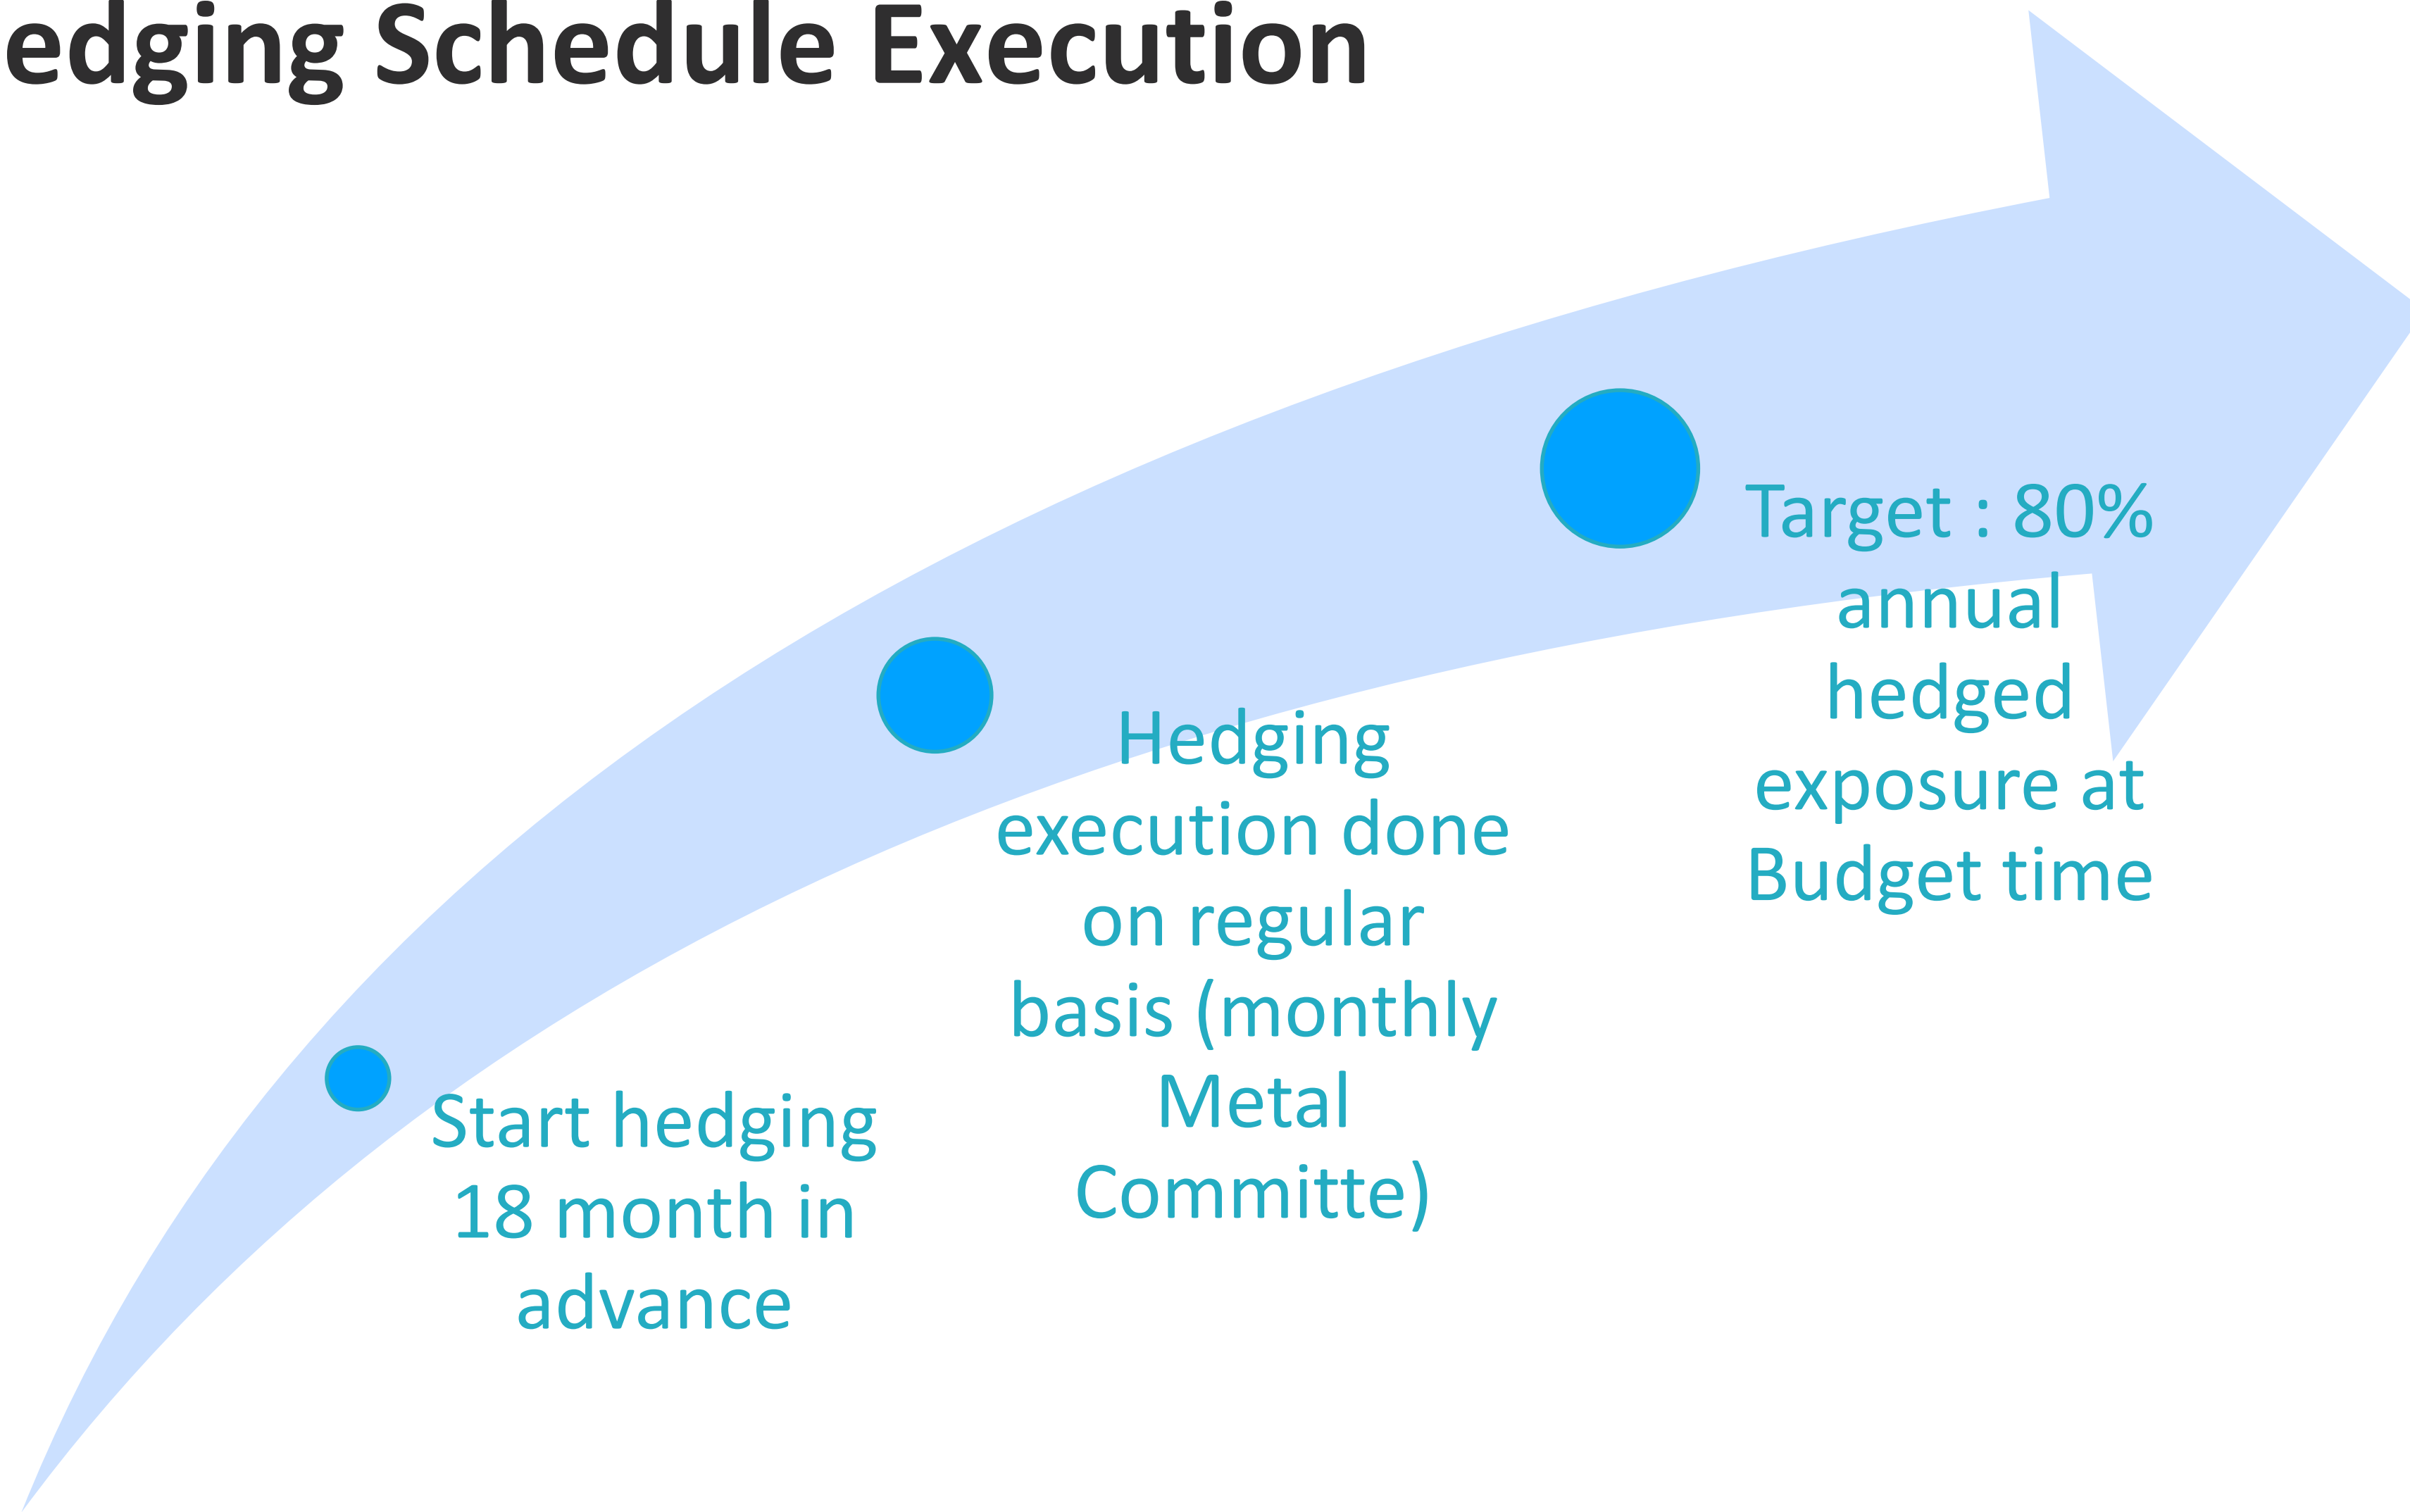 edging Schedule Execution
Target : 80%
annual
hedged
exposure at
Budget time
Hedging
execution done
on regular
basis (monthly
Metal
Committe)
Start hedging
18 month in
advance